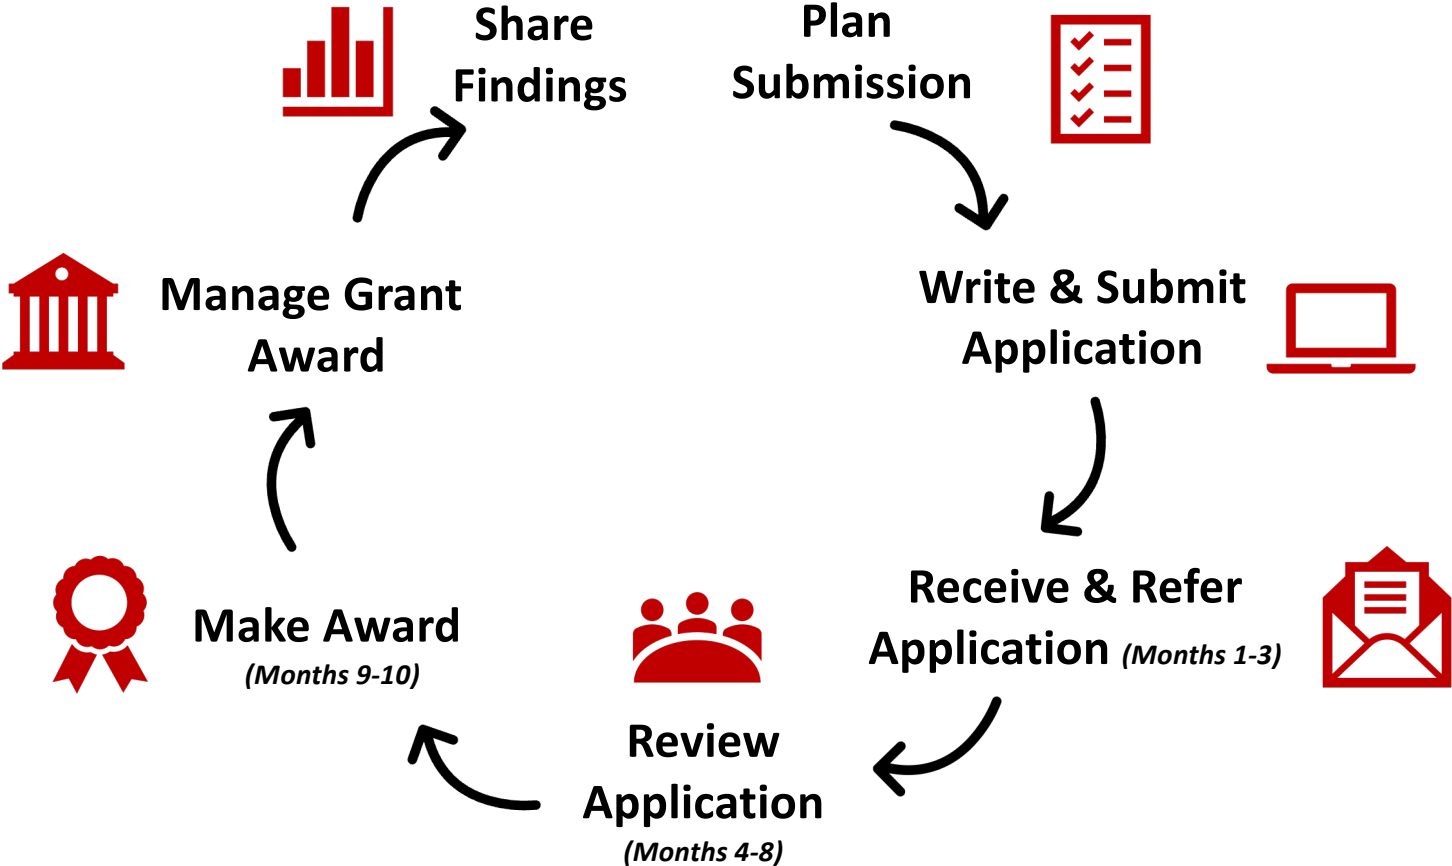 Plan
Submission
Write & Submit
Application
Receive & Refer
Application (Months 1-3)
Review
Application
(Months 4-8)
Make Award
(Months 9-10)
Manage Grant
Award
Share
Findings